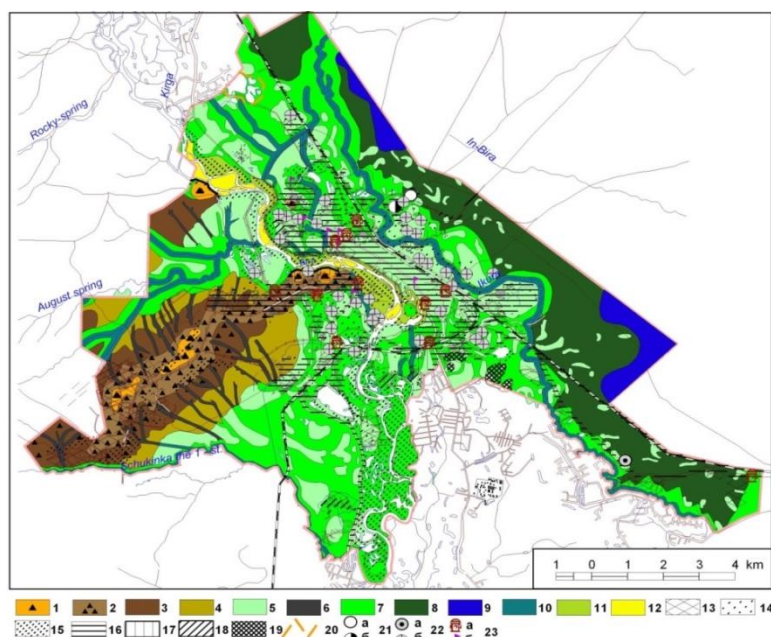 Kirga
Rocky-spring
In-Bira
Ikura
August spring
Schukinka the 1 - st.
1 0 1 2 3 4 km
1 2 3 4 5 6 7 8 9 10 11 12 13 14
15 16 17 18 19 20 а 21 а 22 а 23
б б б